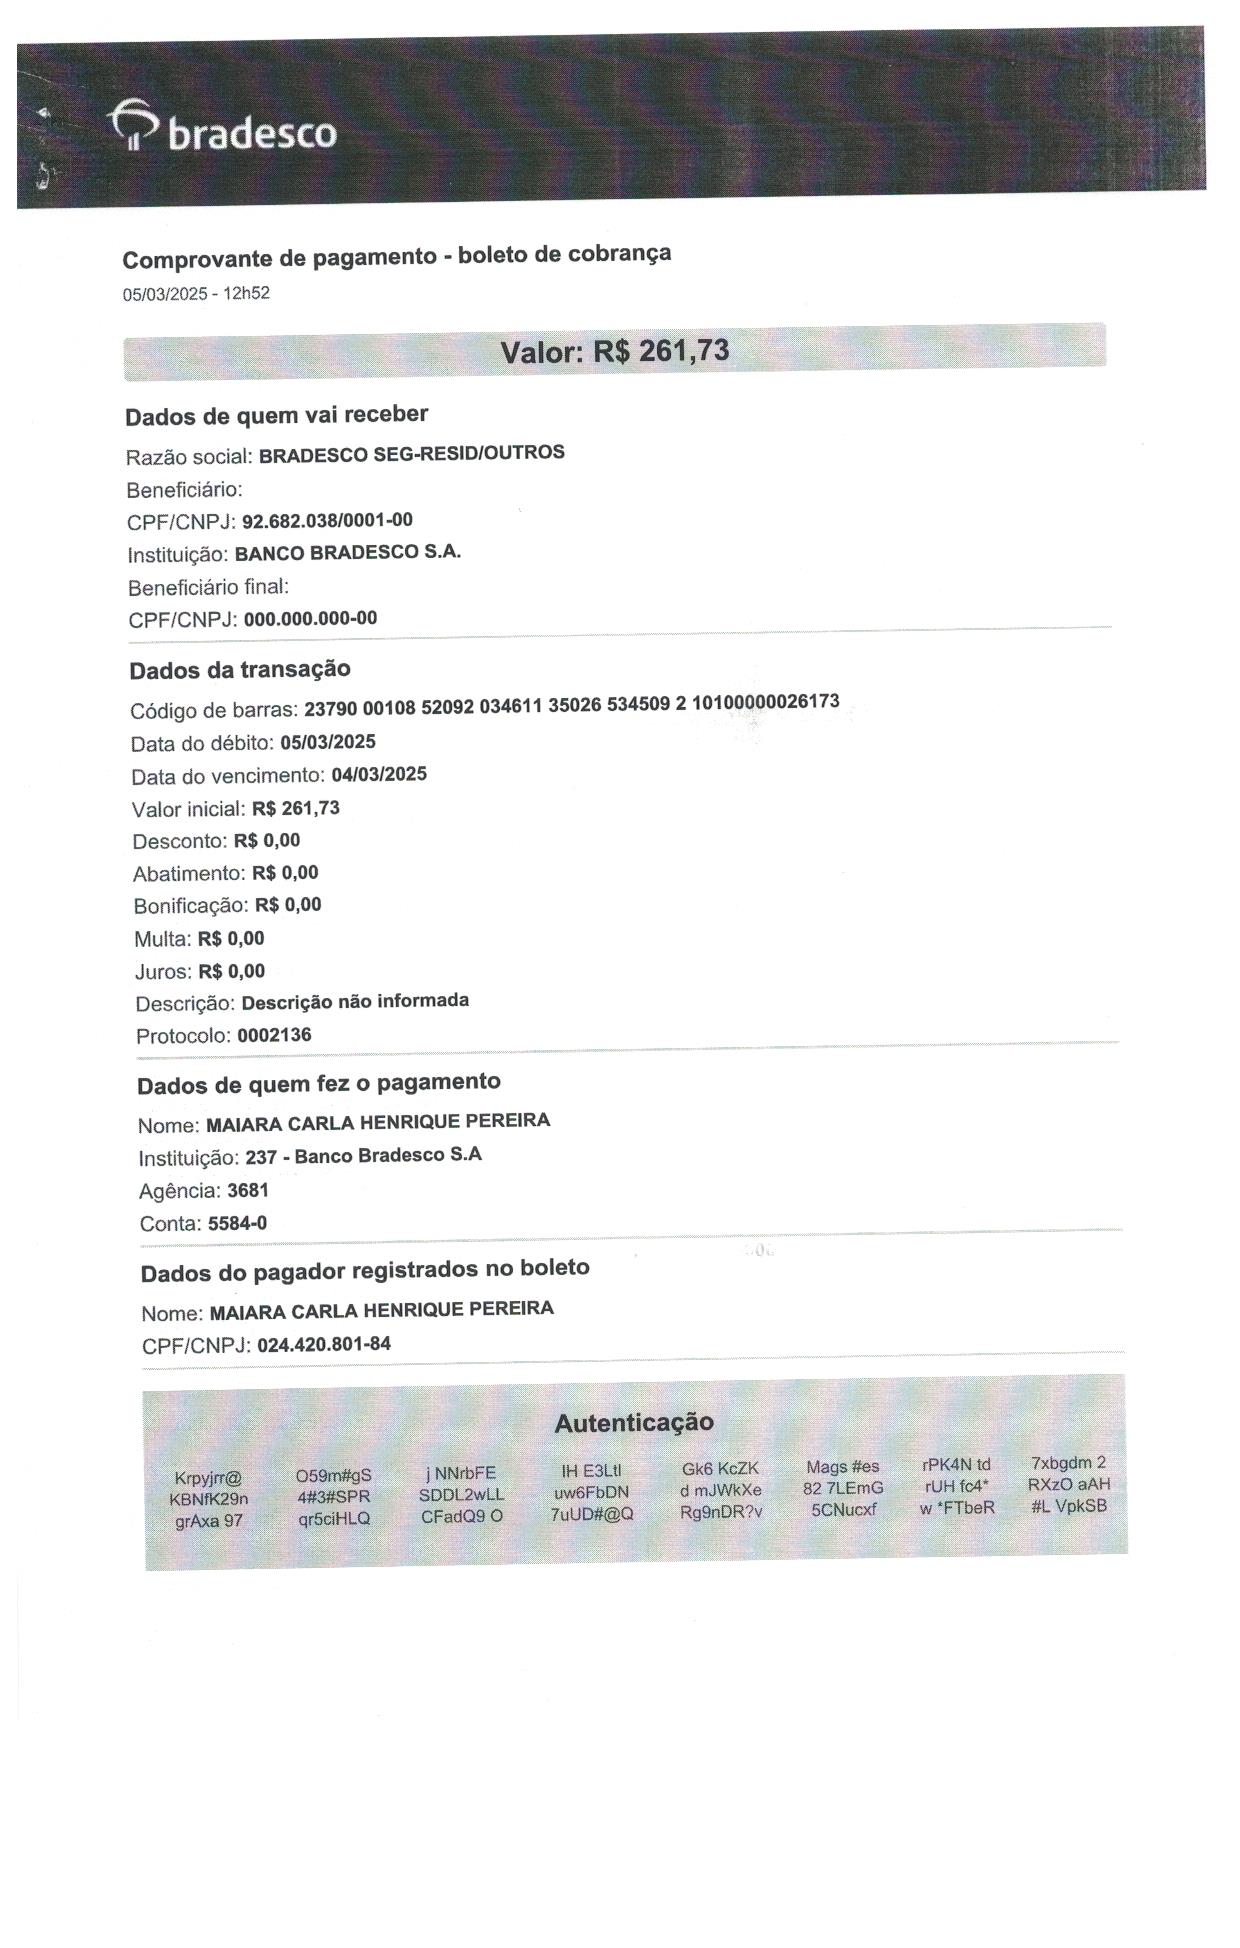 bradesco
Comprovante de pagamento - boleto de cobrança
05/03/2025 - 12h52
Valor: R$ 261,73
Dados de quem vai receber
Razão social: BRADESCO SEG-RESID/OUTROS
Beneficiário:
CPF/CNPJ: 92.682.038/0001-00
Instituição: BANCO BRADESCO S.A.
Beneficiário final:
CPF/CNPJ: 000.000.000-00
Dados da transação
Código de barras: 23790 00108 52092 034611 35026 534509 2 10100000026173
Data do débito: 05/03/2025
Data do vencimento: 04/03/2025
Valor inicial: R$ 261,73
Desconto: R$ 0,00
Abatimento: R$ 0,00
Bonificação: R$ 0,00
Multa: R$ 0,00
Juros: R$ 0,00
Descrição: Descrição não informada
Protocolo: 0002136
Dados de quem fez o pagamento
Nome: MAIARA CARLA HENRIQUE PEREIRA
Instituição: 237 - Banco Bradesco S.A
Agência: 3681
Conta: 5584-0
Dados do pagador registrados no boleto
Nome: MAIARA CARLA HENRIQUE PEREIRA
CPF/CNPJ: 024.420.801-84
Autenticação
Krpyjrr@ O59m#gS j NNrbFE IH E3LtI Gk6 KcZK Mags #es rPK4N td 7xbgdm 2
KBNfK29n 4#3#SPR SDDL2wLL uw6FbDN d mJWkXe 82 7LEmG rUH fc4* RXzO aAH
grAxa 97 qr5ciHLQ CFadQ9 O 7uUD#@Q Rg9nDR?v 5CNucxf w *FTbeR #L VpkSB